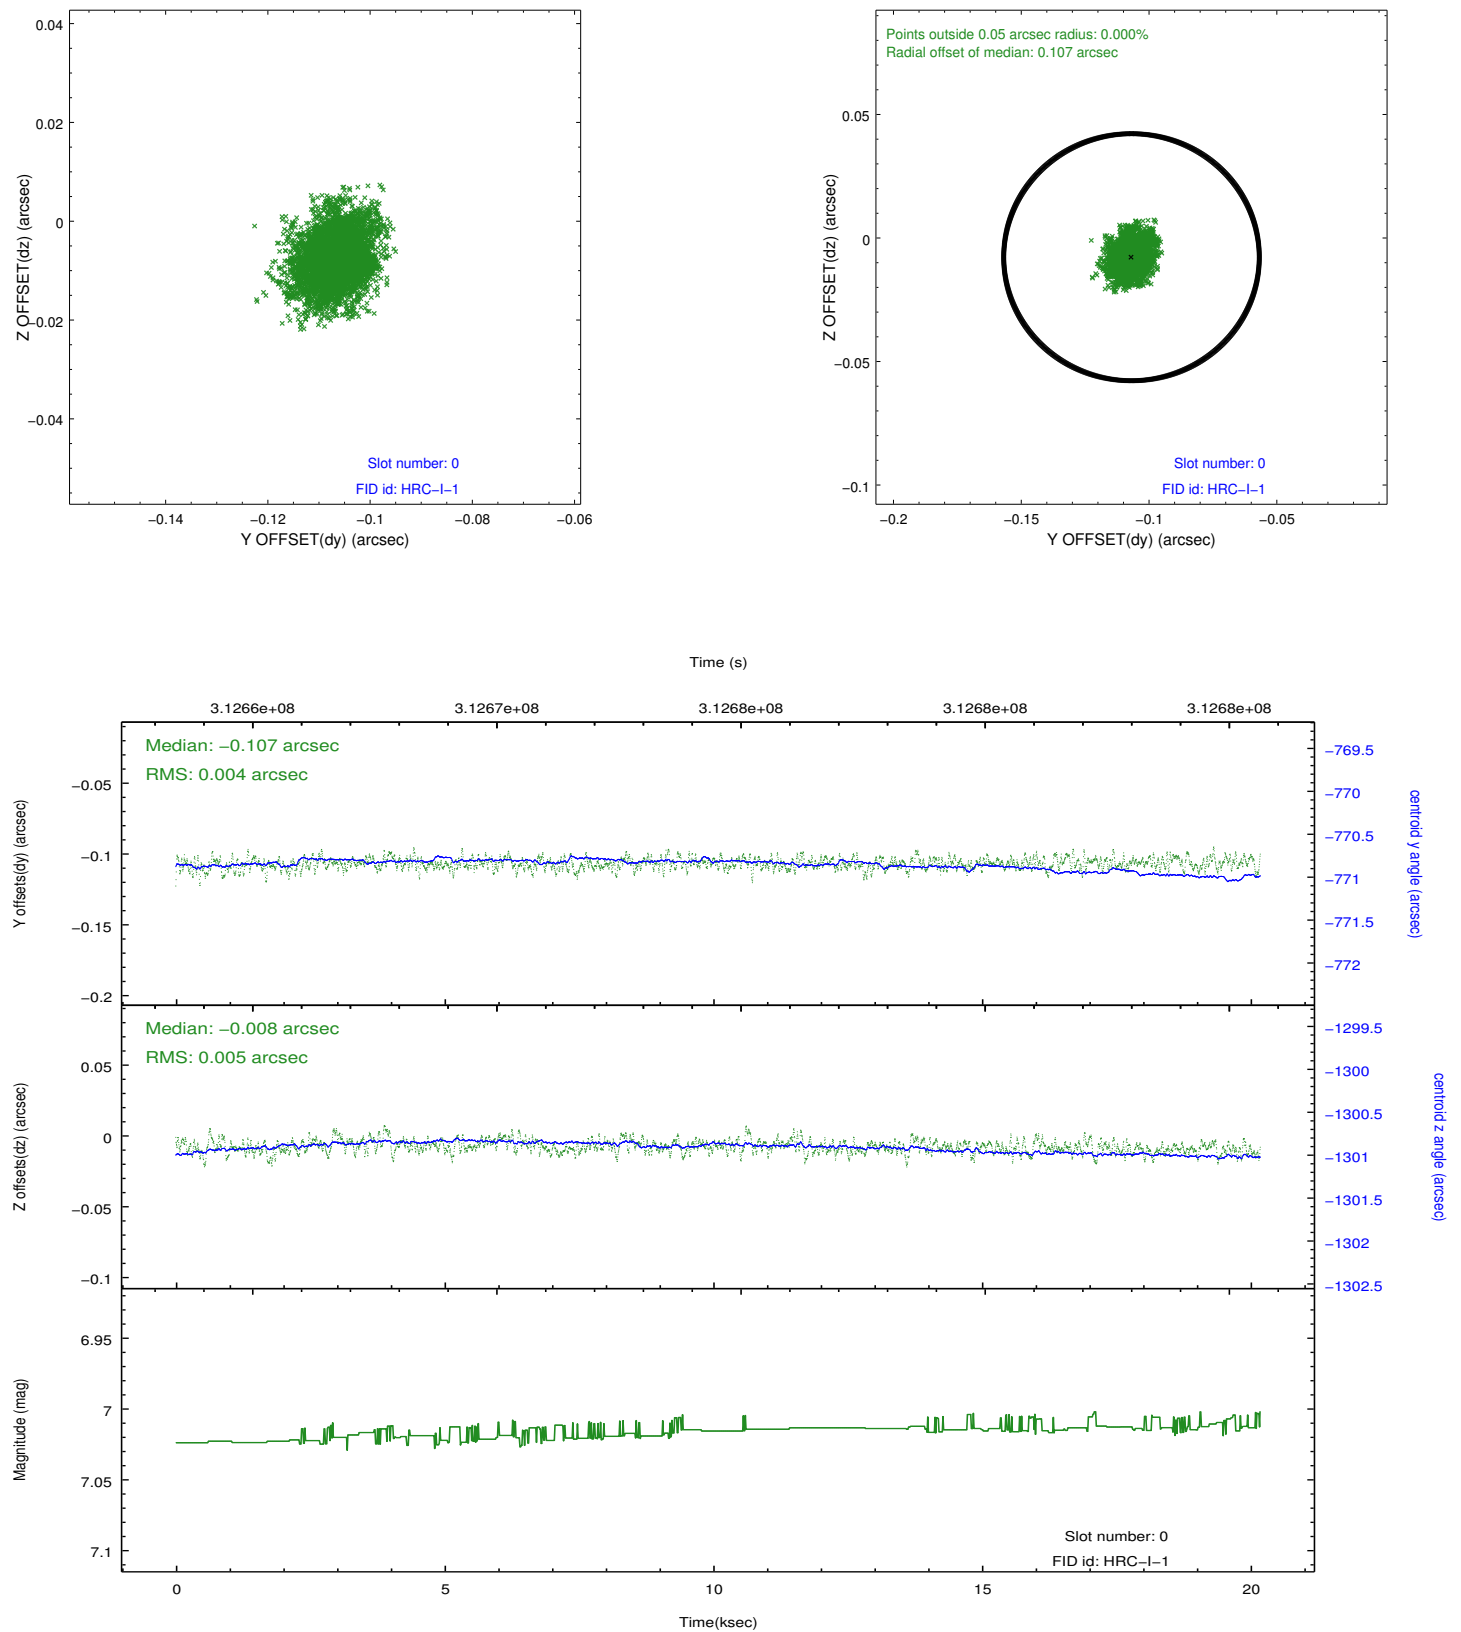 0.04
0.02
0
−0.02
−0.04
Z OFFSET(dz) (arcsec)
Slot number: 0
FID id: HRC−I−1
−0.14 −0.12 −0.1 −0.08 −0.06
Y OFFSET(dy) (arcsec)
Points outside 0.05 arcsec radius: 0.000%
Radial offset of median: 0.107 arcsec
0.05
0
−0.05
−0.1
Z OFFSET(dz) (arcsec)
Slot number: 0
FID id: HRC−I−1
−0.2 −0.15 −0.1 −0.05
Y OFFSET(dy) (arcsec)
Time (s)
3.1266e+08 3.1267e+08 3.1268e+08 3.1268e+08 3.1268e+08
Median: −0.107 arcsec
RMS: 0.004 arcsec
−0.05
−0.1
−0.15
−0.2
Y offsets(dy) (arcsec)
−769.5
−770
−770.5
−771
−771.5
−772
centroid y angle (arcsec)
Median: −0.008 arcsec
RMS: 0.005 arcsec
0.05
0
−0.05
−0.1
Z offsets(dz) (arcsec)
−1299.5
−1300
−1300.5
−1301
−1301.5
−1302
−1302.5
centroid z angle (arcsec)
6.95
7
7.05
7.1
Magnitude (mag)
Slot number: 0
FID id: HRC−I−1
0 5 10 15 20
Time(ksec)